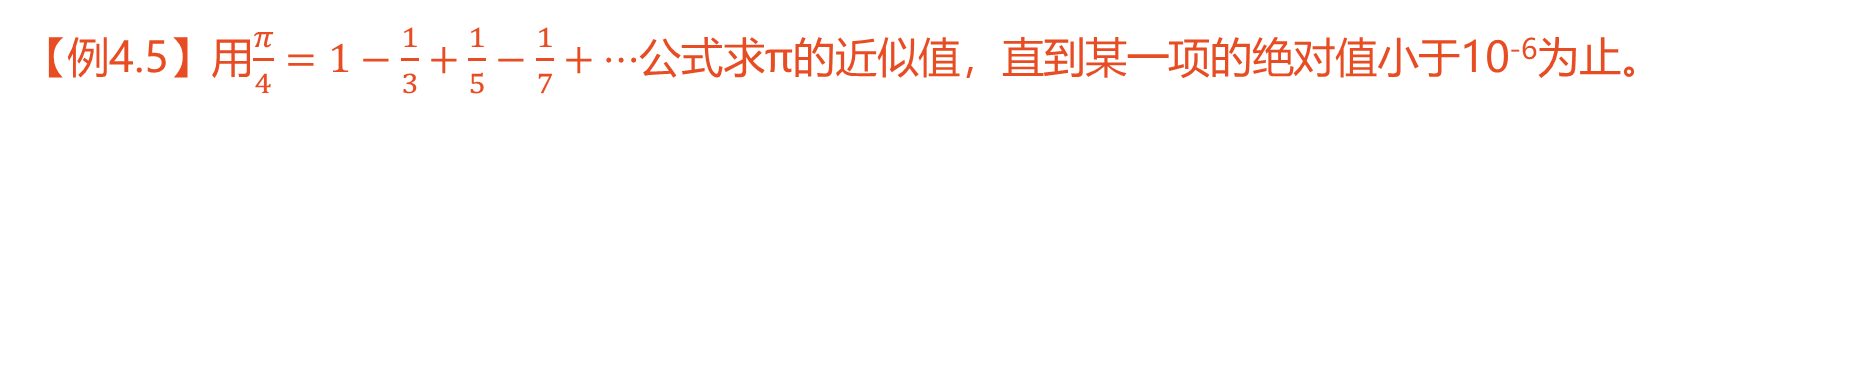 【例4.5】用π/4 = 1 − 1/3 + 1/5 − 1/7 + ⋯公式求π的近似值，直到某一项的绝对值小于10⁻⁶为止。